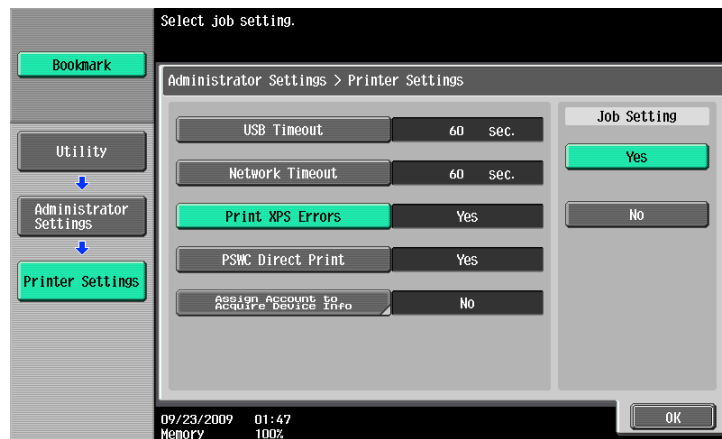 Select job setting.
Bookmark
Administrator Settings > Printer Settings
Utility
Administrator
Settings
Printer Settings
USB Timeout 60 sec.
Network Timeout 60 sec.
Print XPS Errors Yes
PSWC Direct Print Yes
Assign Account to
Acquire Device Info No
Job Setting
Yes
No
09/23/2009 01:47
Memory 100%
OK